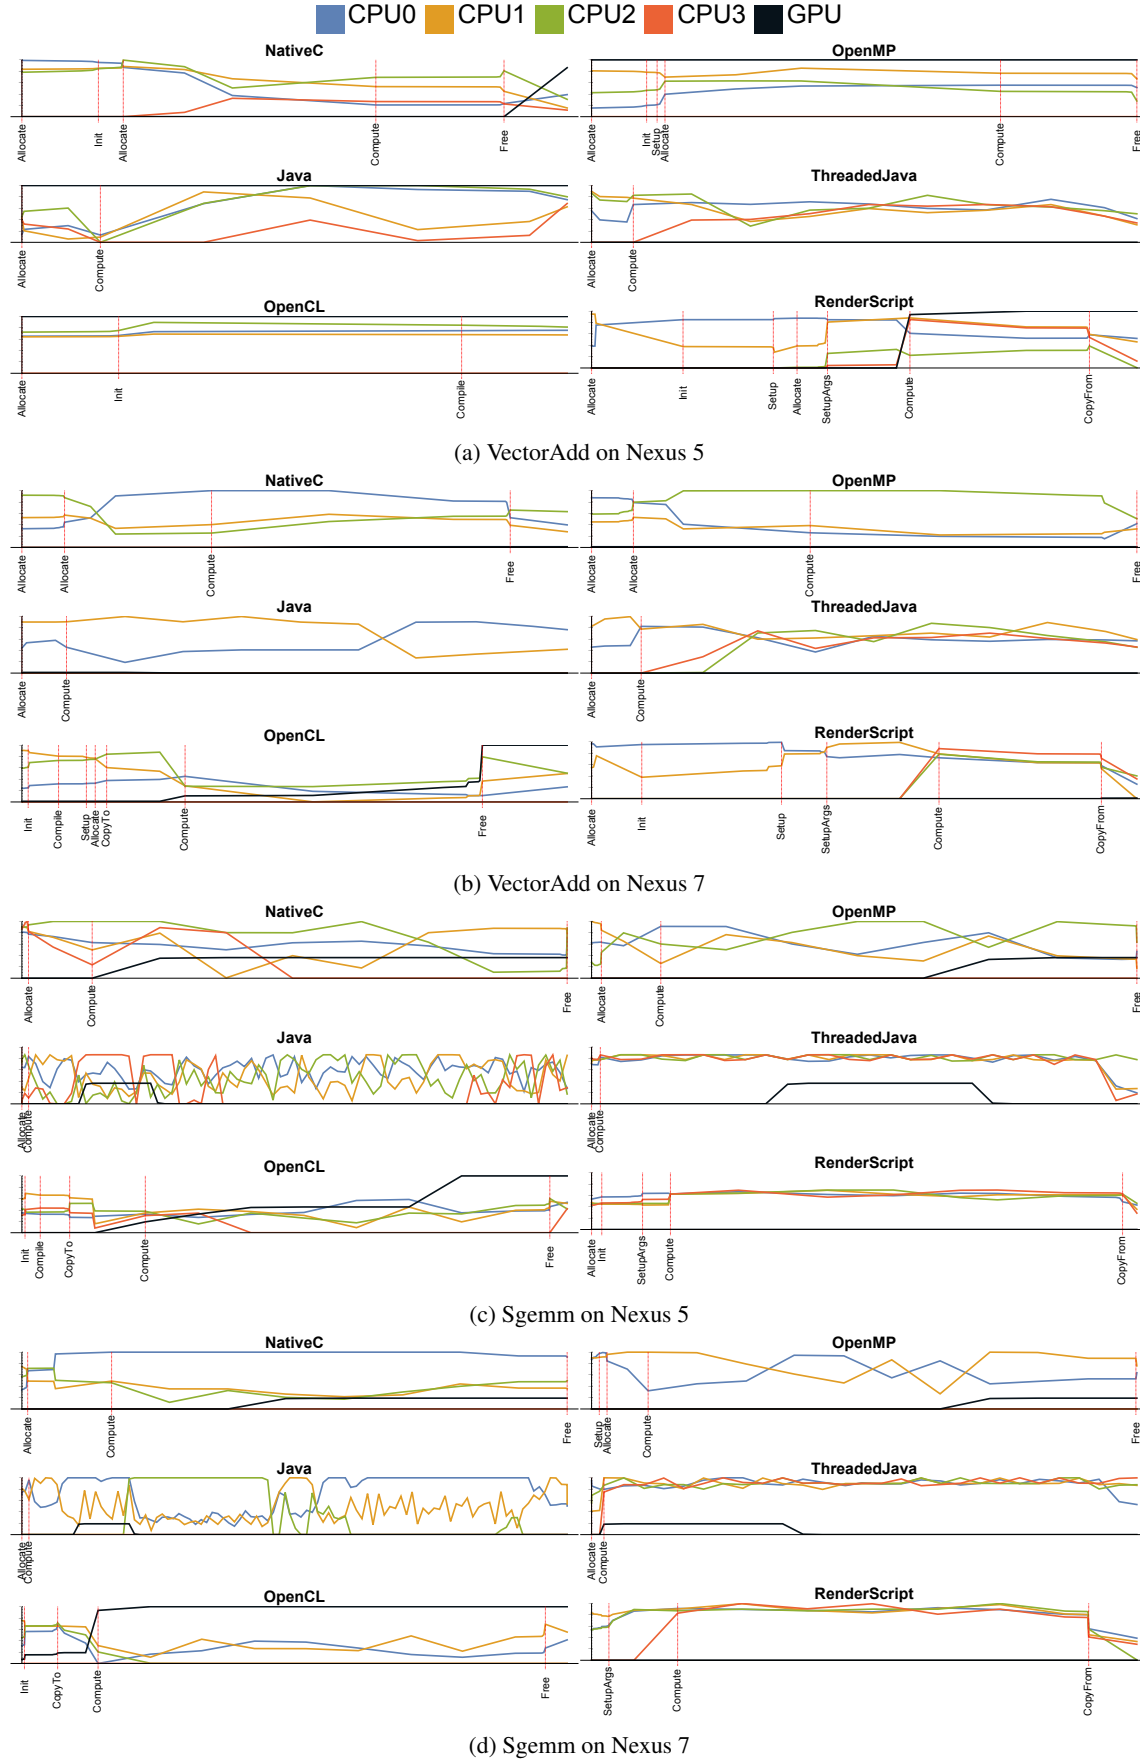 CPU0 CPU1 CPU2 CPU3 GPU
NativeC
Allocate Init Allocate Compute Free
OpenMP
Allocate Init Setup Allocate Compute Free
Java
Allocate Compute
ThreadedJava
Allocate Compute
OpenCL
Allocate Init Compile
RenderScript
Allocate Init Setup Allocate SetupArgs Compute CopyFrom
(a) VectorAdd on Nexus 5
NativeC
Allocate Allocate Compute Free
OpenMP
Allocate Allocate Compute Free
Java
Allocate Compute
ThreadedJava
Allocate Compute
OpenCL
Init Compile Setup Allocate CopyTo Compute Free
RenderScript
Allocate Init Setup SetupArgs Compute CopyFrom
(b) VectorAdd on Nexus 7
NativeC
Allocate Compute Free
OpenMP
Allocate Compute Free
Java
Allocate Compute
ThreadedJava
Allocate Compute
OpenCL
Init Compile CopyTo Compute Free
RenderScript
Allocate Init SetupArgs Compute CopyFrom
(c) Sgemm on Nexus 5
NativeC
Allocate Compute Free
OpenMP
Setup Allocate Compute Free
Java
Allocate Compute
ThreadedJava
Allocate Compute
OpenCL
Init CopyTo Compute Free
RenderScript
SetupArgs Compute CopyFrom
(d) Sgemm on Nexus 7